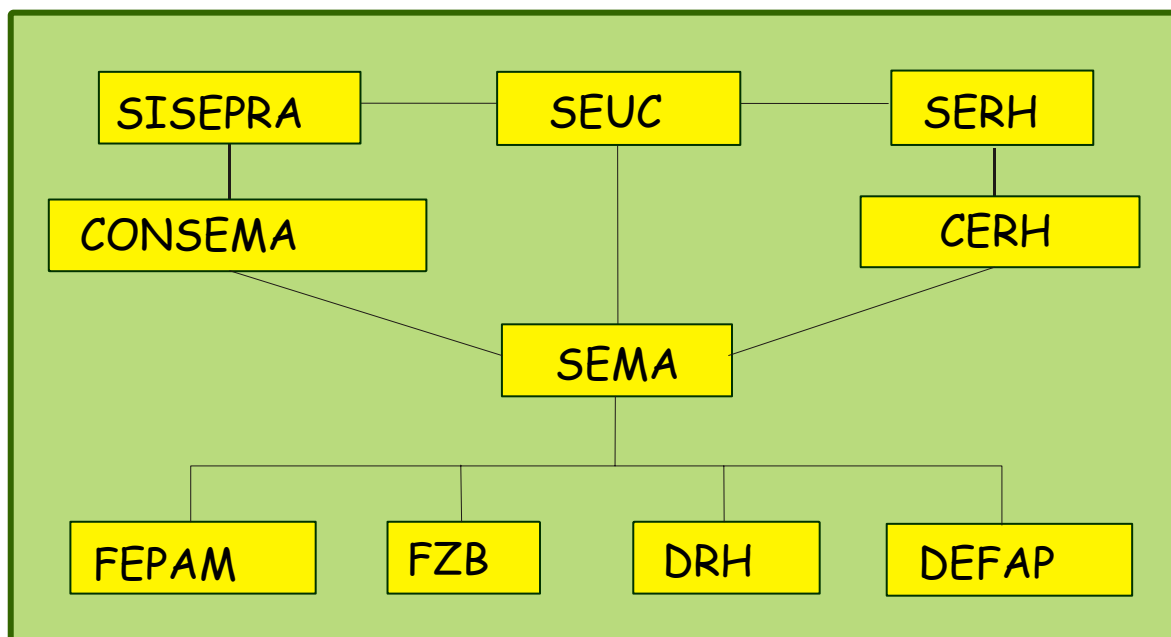 SISEPRA
SEUC
SERH
CONSEMA
CERH
SEMA
FEPAM
FZB
DRH
DEFAP